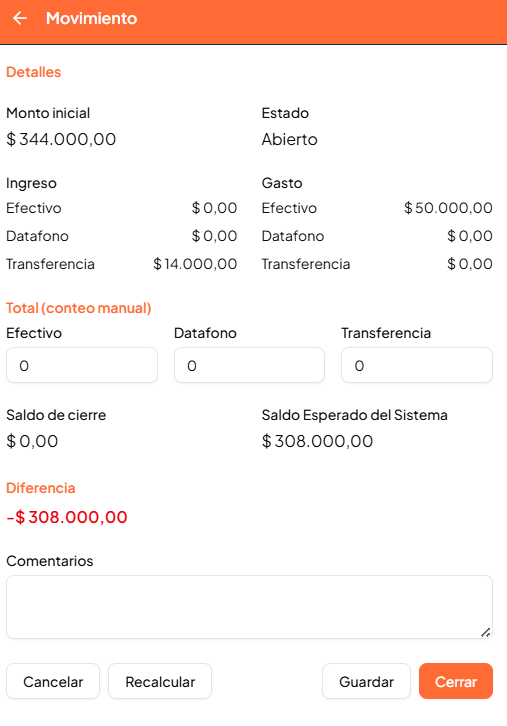 Movimiento
Detalles
Monto inicial Estado
$ 344.000,00 Abierto
Ingreso Gasto
Efectivo $ 0,00 Efectivo $ 50.000,00
Datafono $ 0,00 Datafono $ 0,00
Transferencia $ 14.000,00 Transferencia $ 0,00
Total (conteo manual)
Efectivo Datafono Transferencia
0 0 0
Saldo de cierre Saldo Esperado del Sistema
$ 0,00 $ 308.000,00
Diferencia
-$ 308.000,00
Comentarios
Cancelar Recalcular Guardar Cerrar